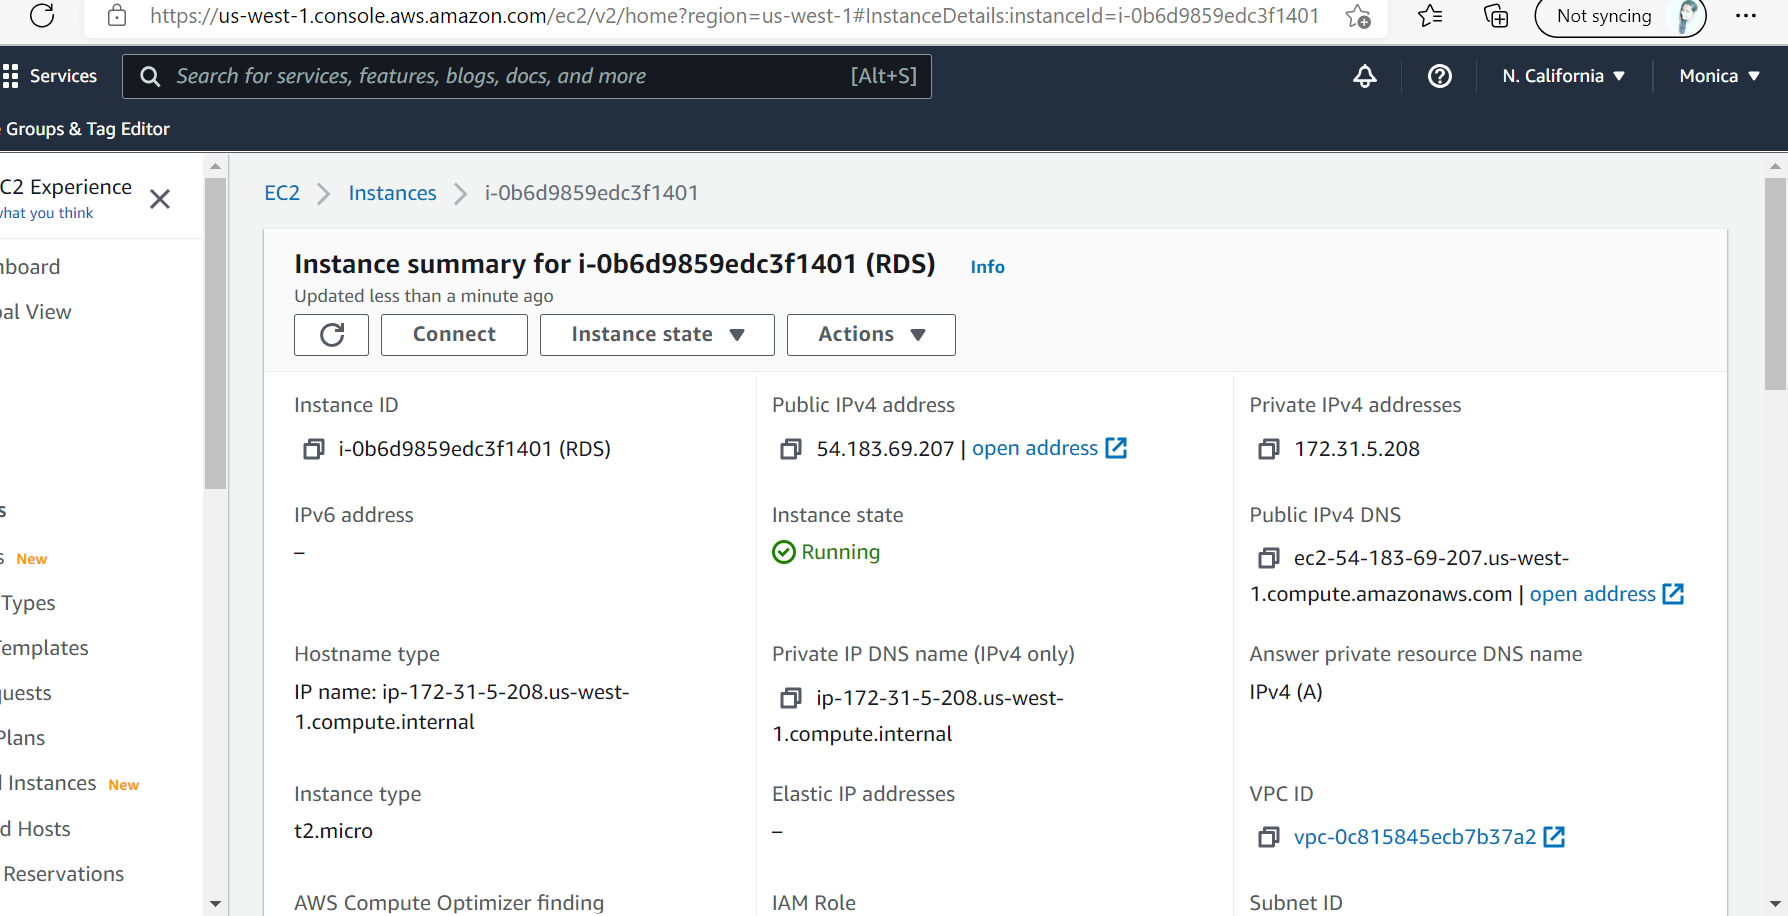 https://us-west-1.console.aws.amazon.com/ec2/v2/home?region=us-west-1#InstanceDetails:instanceId=i-0b6d9859edc3f1401
Not syncing
Services
Search for services, features, blogs, docs, and more
[Alt+S]
N. California
Monica
Groups & Tag Editor
C2 Experience
what you think
EC2
Instances
i-0b6d9859edc3f1401
Instance summary for i-0b6d9859edc3f1401 (RDS)
Info
Updated less than a minute ago
Connect
Instance state
Actions
Instance ID
i-0b6d9859edc3f1401 (RDS)
Public IPv4 address
54.183.69.207 | open address
Private IPv4 addresses
172.31.5.208
IPv6 address
–
Instance state
Running
Public IPv4 DNS
ec2-54-183-69-207.us-west-
1.compute.amazonaws.com | open address
Hostname type
IP name: ip-172-31-5-208.us-west-
1.compute.internal
Private IP DNS name (IPv4 only)
ip-172-31-5-208.us-west-
1.compute.internal
Answer private resource DNS name
IPv4 (A)
Instance type
t2.micro
Elastic IP addresses
–
VPC ID
vpc-0c815845ecb7b37a2
AWS Compute Optimizer finding
IAM Role
Subnet ID
nboard
bal View
s
s New
Types
Templates
quests
Plans
d Instances New
d Hosts
Reservations